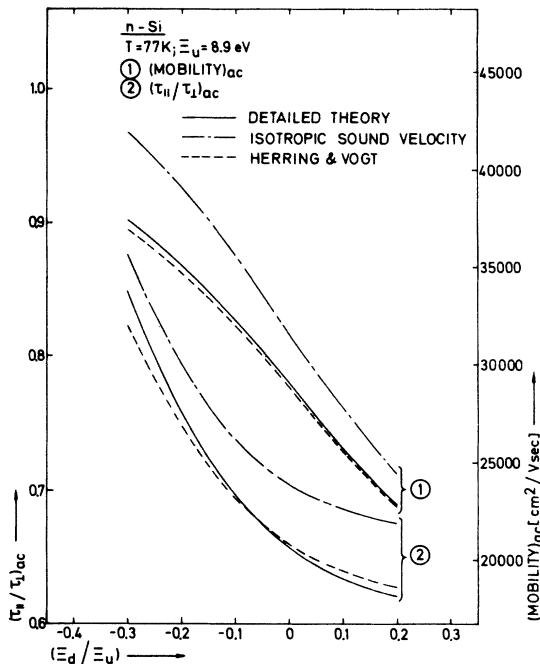 n-Si
T=77K; Ξu=8.9 eV
① (MOBILITY)ac
② (τ||/τ⊥)ac
DETAILED THEORY
ISOTROPIC SOUND VELOCITY
HERRING & VOGT
1.0
0.9
0.8
0.7
0.6
(τ||/τ⊥)ac
45000
40000
35000
30000
25000
20000
(MOBILITY)ac[cm²/Vsec]
①
②
-0.4
-0.3
-0.2
-0.1
0
0.1
0.2
0.3
(Ξd/Ξu)